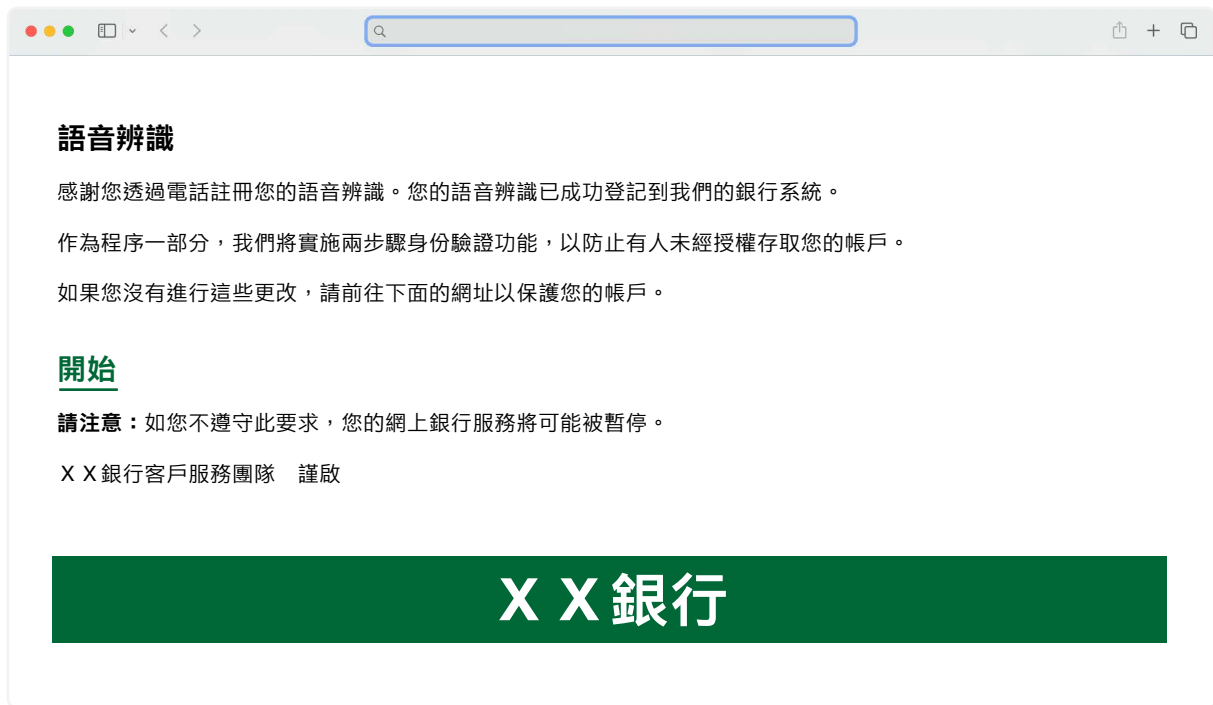 語音辨識
感謝您透過電話註冊您的語音辨識。您的語音辨識已成功登記到我們的銀行系統。
作為程序一部分，我們將實施兩步驟身份驗證功能，以防止有人未經授權存取您的帳戶。
如果您沒有進行這些更改，請前往下面的網址以保護您的帳戶。
開始
請注意：如您不遵守此要求，您的網上銀行服務將可能被暫停。
ＸＸ銀行客戶服務團隊　謹啟
ＸＸ銀行